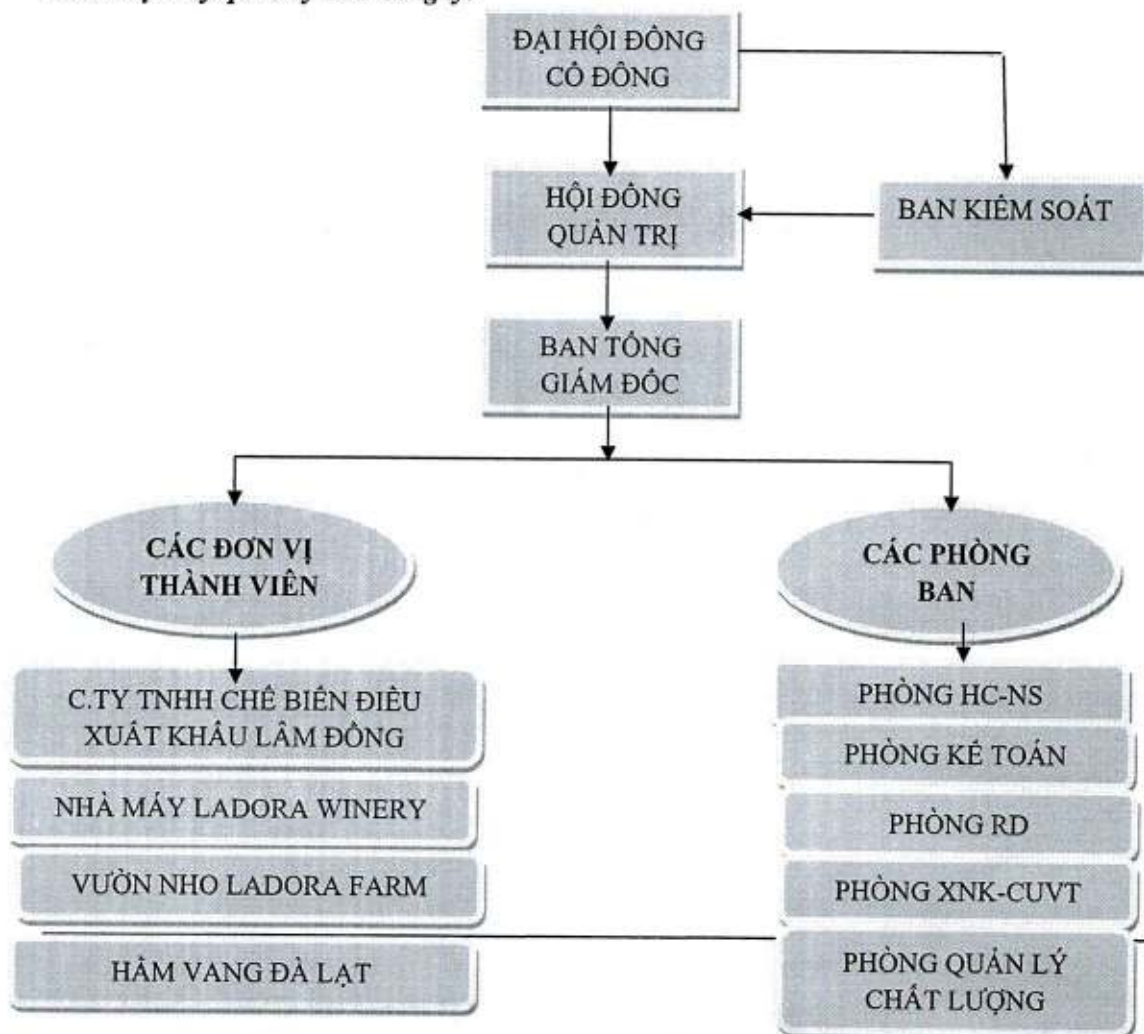 ĐẠI HỘI ĐỒNG
CỔ ĐÔNG
HỘI ĐỒNG
QUẢN TRỊ
BAN KIỂM SOÁT
BAN TỔNG
GIÁM ĐỐC
CÁC ĐƠN VỊ
THÀNH VIÊN
CÁC PHÒNG
BAN
C.TY TNHH CHẾ BIẾN ĐIỀU
XUẤT KHẨU LÂM ĐỒNG
NHÀ MÁY LADORA WINERY
VƯỜN NHO LADORA FARM
HẦM VANG ĐÀ LẠT
PHÒNG HC-NS
PHÒNG KẾ TOÁN
PHÒNG RD
PHÒNG XNK-CUVT
PHÒNG QUẢN LÝ
CHẤT LƯỢNG